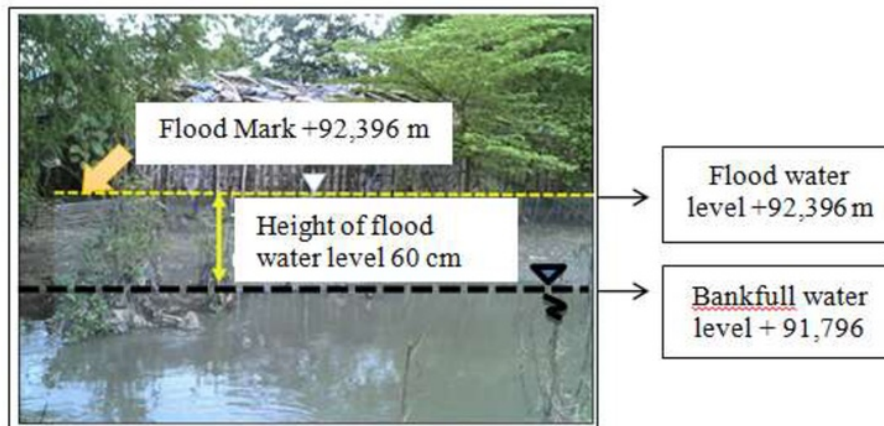 Flood Mark +92,396 m
Height of flood
water level 60 cm
Flood water
level +92,396 m
Bankfull water
level + 91,796